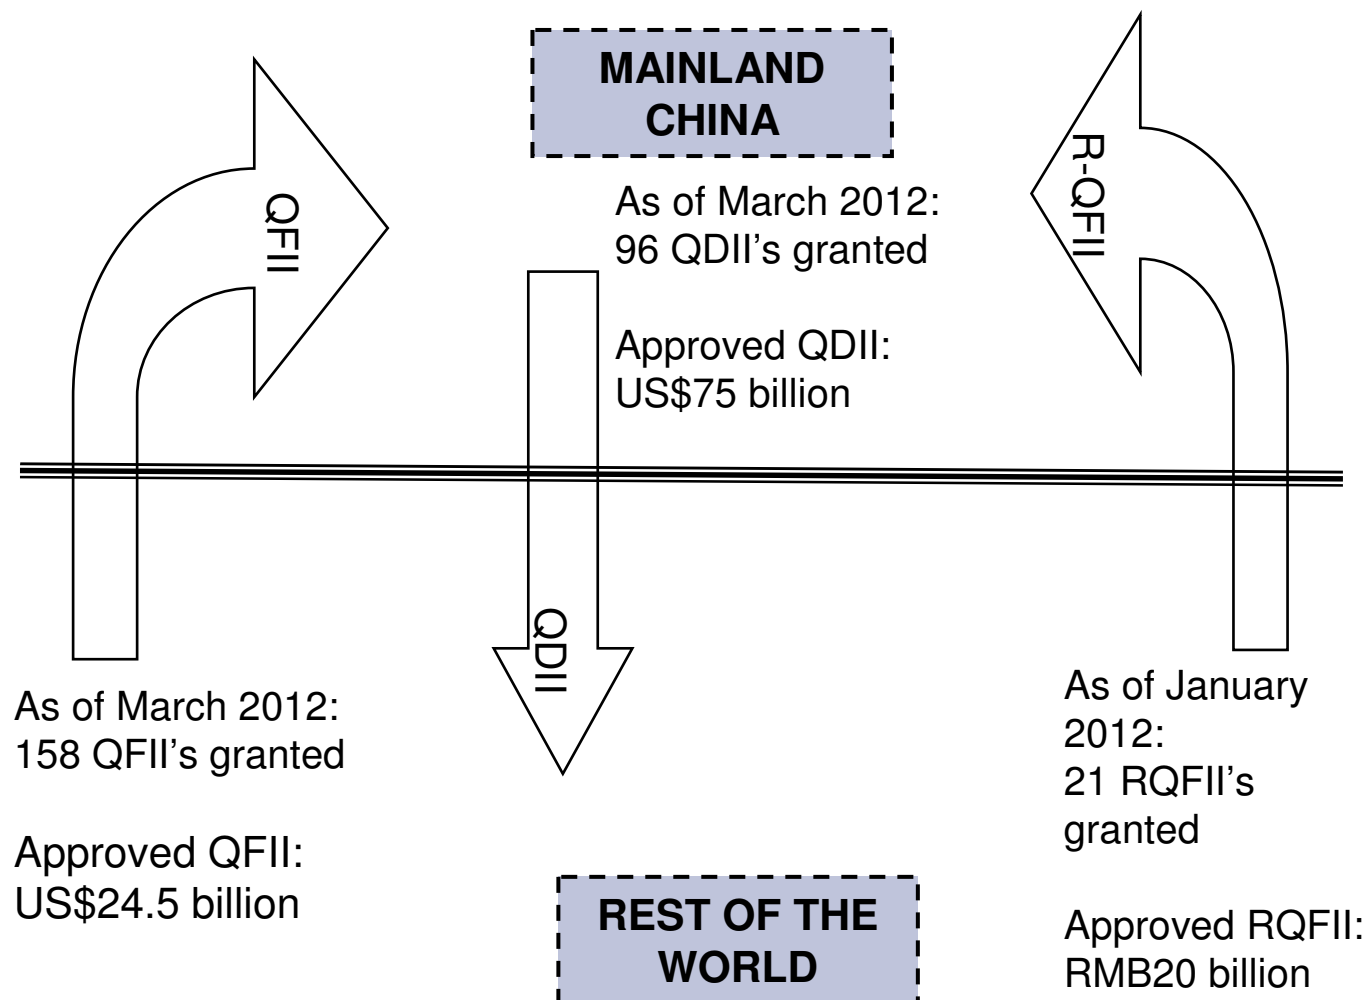 MAINLAND
CHINA
QFII
As of March 2012:
96 QDII's granted
Approved QDII:
US$75 billion
R-QFII
QDII
As of March 2012:
158 QFII's granted
Approved QFII:
US$24.5 billion
As of January
2012:
21 RQFII's
granted
Approved RQFII:
RMB20 billion
REST OF THE
WORLD